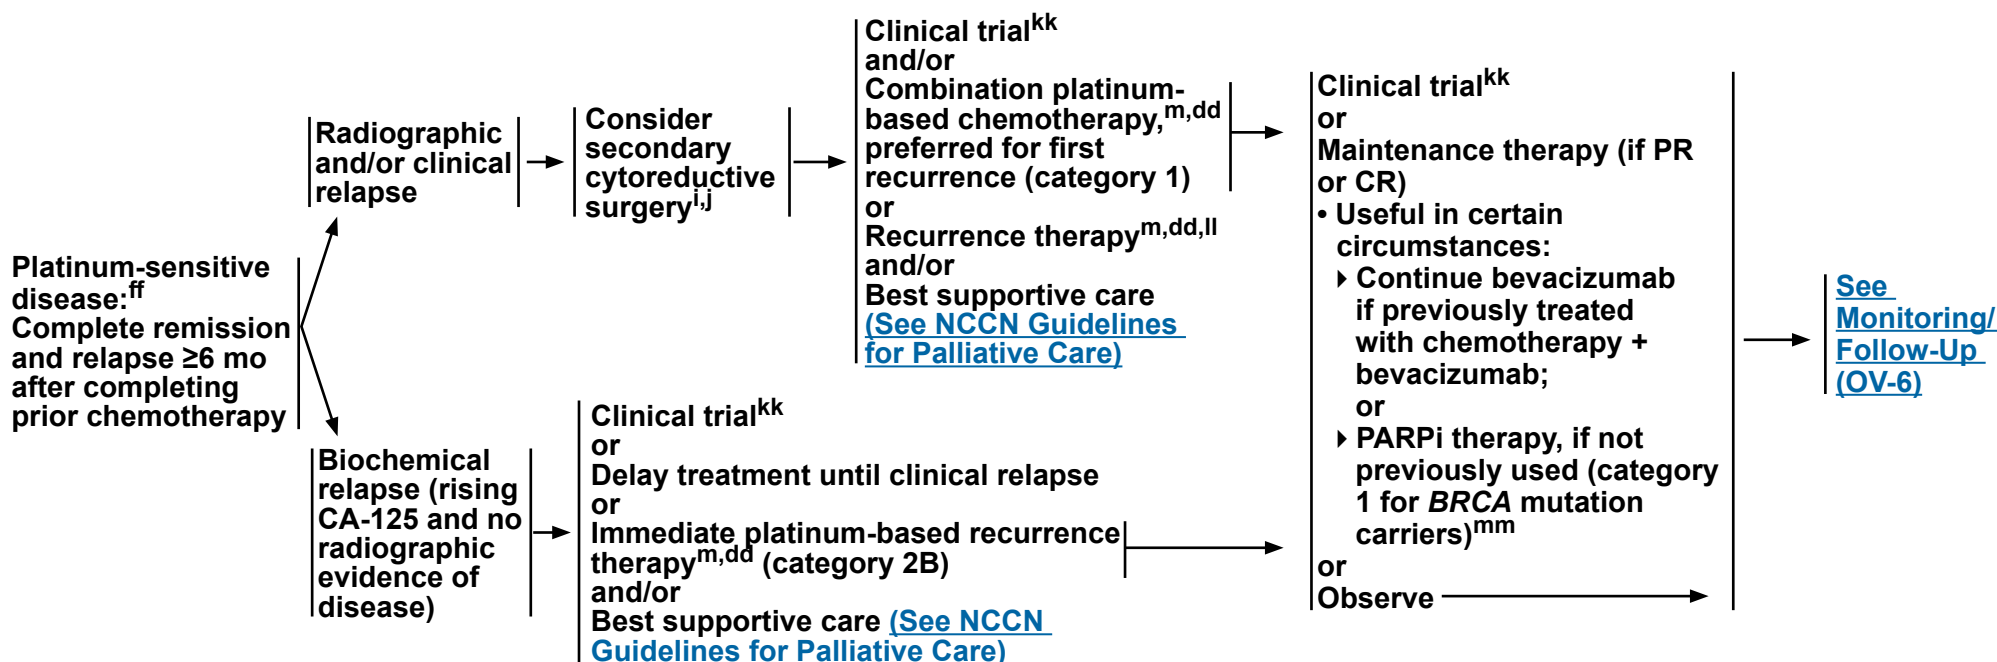 Platinum-sensitive
disease:ff
Complete remission
and relapse ≥6 mo
after completing
prior chemotherapy
Radiographic
and/or clinical
relapse
Consider
secondary
cytoreductive
surgeryi,j
Clinical trialkk
and/or
Combination platinum-
based chemotherapy,m,dd
preferred for first
recurrence (category 1)
or
Recurrence therapym,dd,ll
and/or
Best supportive care
(See NCCN Guidelines
for Palliative Care)
Biochemical
relapse (rising
CA-125 and no
radiographic
evidence of
disease)
Clinical trialkk
or
Delay treatment until clinical relapse
or
Immediate platinum-based recurrence
therapym,dd (category 2B)
and/or
Best supportive care (See NCCN
Guidelines for Palliative Care)
Clinical trialkk
or
Maintenance therapy (if PR
or CR)
• Useful in certain
circumstances:
▸ Continue bevacizumab
if previously treated
with chemotherapy +
bevacizumab;
or
▸ PARPi therapy, if not
previously used (category
1 for BRCA mutation
carriers)mm
or
Observe
See
Monitoring/
Follow-Up
(OV-6)